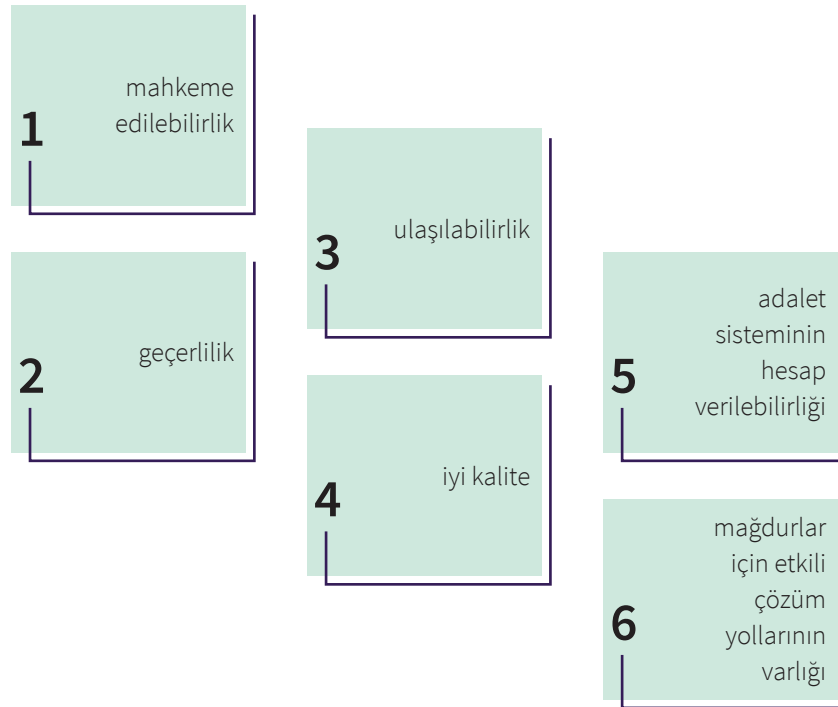 1
mahkeme
edilebilirlik
2
geçerlilik
3
ulaşılabilirlik
4
iyi kalite
5
adalet
sisteminin
hesap
verilebilirliği
6
mağdurlar
için etkili
çözüm
yollarının
varlığı